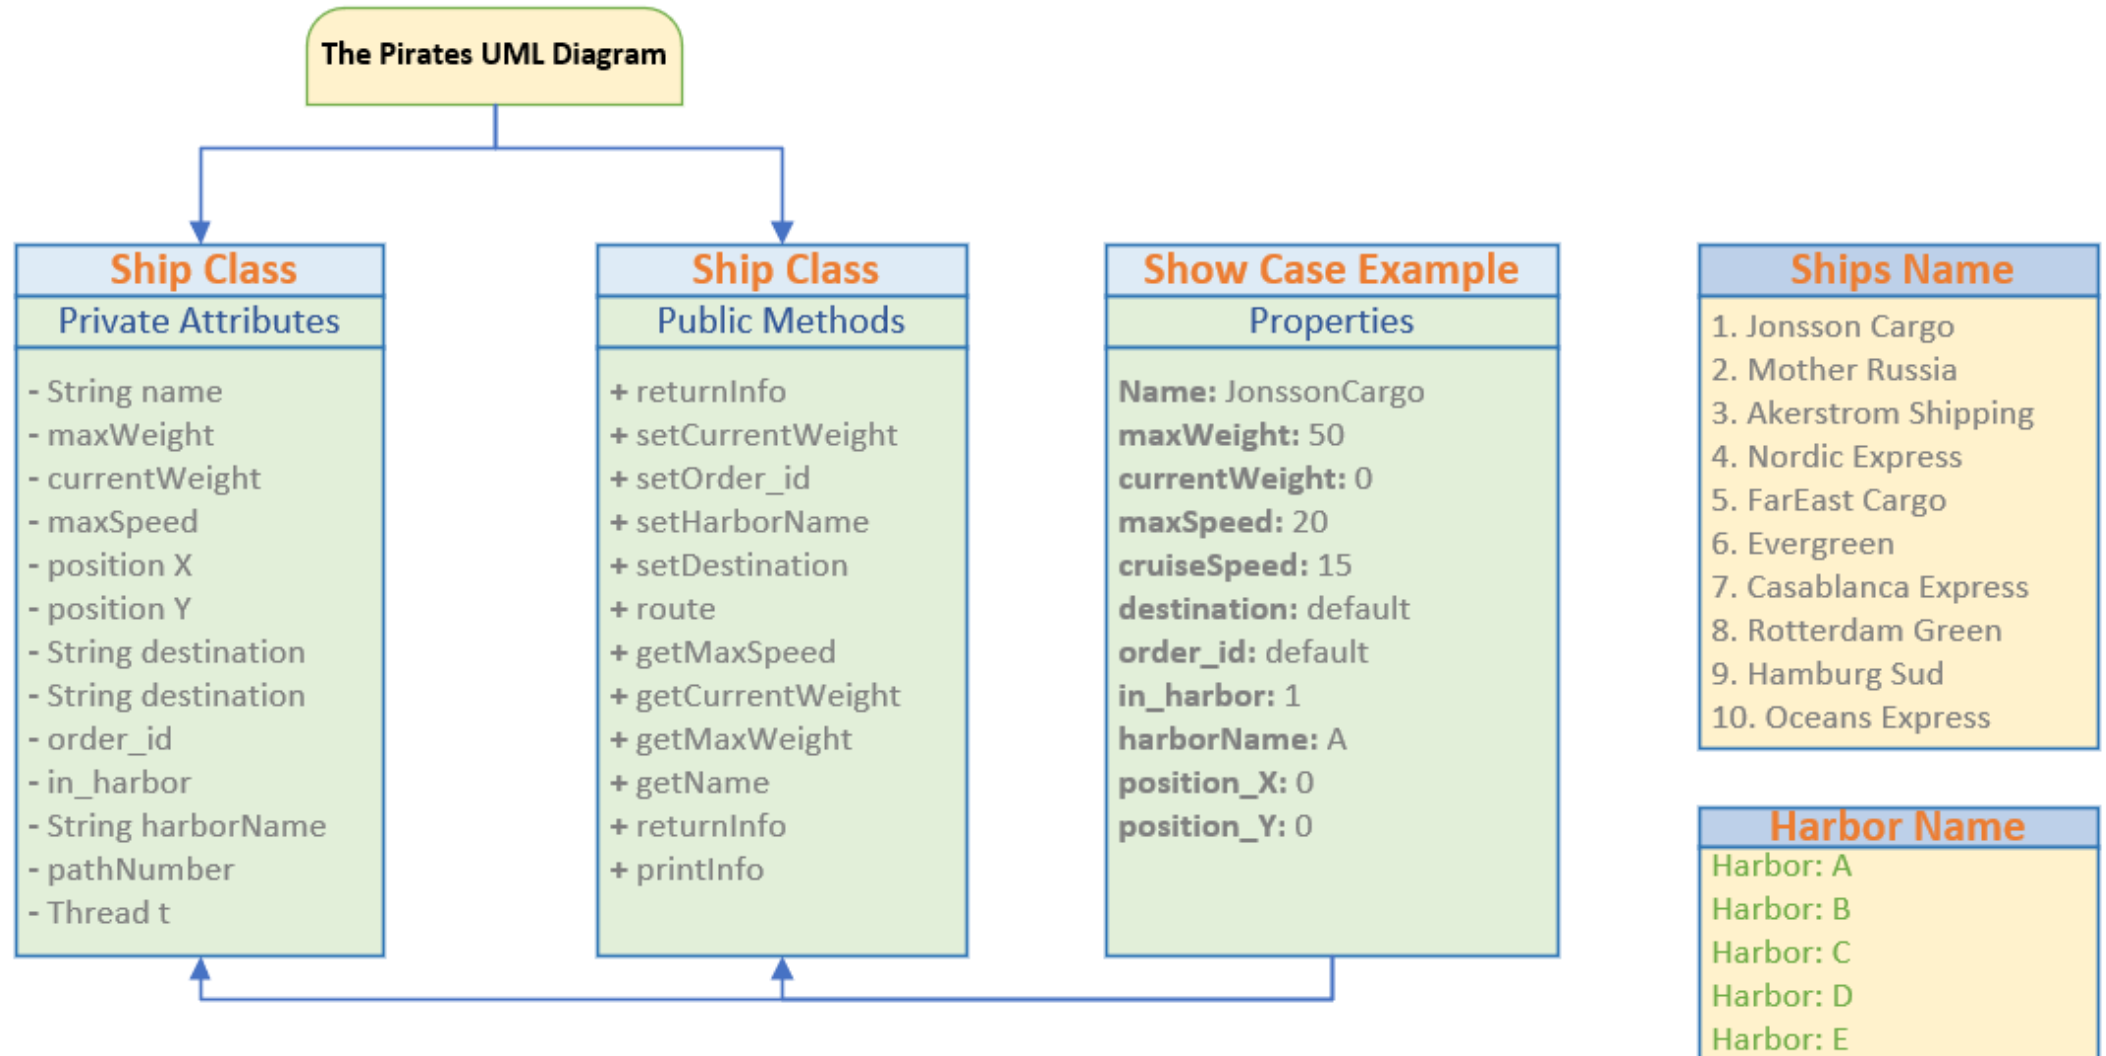 The Pirates UML Diagram
Ship Class
Private Attributes
- String name
- maxWeight
- currentWeight
- maxSpeed
- position X
- position Y
- String destination
- String destination
- order_id
- in_harbor
- String harborName
- pathNumber
- Thread t
Ship Class
Public Methods
+ returnInfo
+ setCurrentWeight
+ setOrder_id
+ setHarborName
+ setDestination
+ route
+ getMaxSpeed
+ getCurrentWeight
+ getMaxWeight
+ getName
+ returnInfo
+ printInfo
Show Case Example
Properties
Name: JonssonCargo
maxWeight: 50
currentWeight: 0
maxSpeed: 20
cruiseSpeed: 15
destination: default
order_id: default
in_harbor: 1
harborName: A
position_X: 0
position_Y: 0
Ships Name
1. Jonsson Cargo
2. Mother Russia
3. Akerstrom Shipping
4. Nordic Express
5. FarEast Cargo
6. Evergreen
7. Casablanca Express
8. Rotterdam Green
9. Hamburg Sud
10. Oceans Express
Harbor Name
Harbor: A
Harbor: B
Harbor: C
Harbor: D
Harbor: E